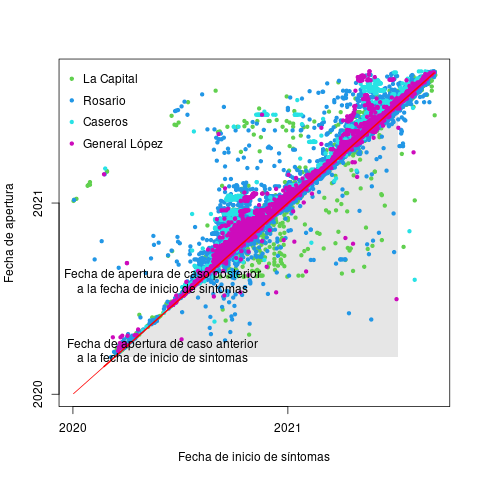 La Capital
Rosario
Caseros
General López
Fecha de apertura
2021
2020
Fecha de apertura de caso posterior
a la fecha de inicio de sintomas
Fecha de apertura de caso anterior
a la fecha de inicio de sintomas
2020
2021
Fecha de inicio de síntomas